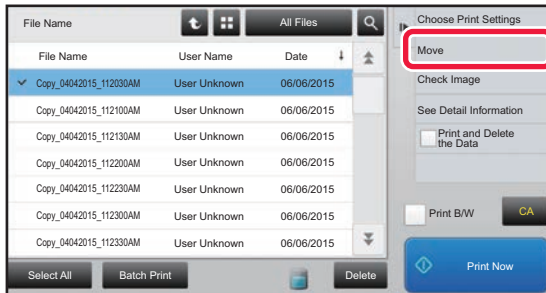 File Name
All Files
File Name User Name Date
Copy_04042015_112030AM User Unknown 06/06/2015
Copy_04042015_112100AM User Unknown 06/06/2015
Copy_04042015_112130AM User Unknown 06/06/2015
Copy_04042015_112200AM User Unknown 06/06/2015
Copy_04042015_112230AM User Unknown 06/06/2015
Copy_04042015_112300AM User Unknown 06/06/2015
Copy_04042015_112330AM User Unknown 06/06/2015
Select All
Batch Print
Delete
Choose Print Settings
Move
Check Image
See Detail Information
Print and Delete
the Data
Print B/W
CA
Print Now